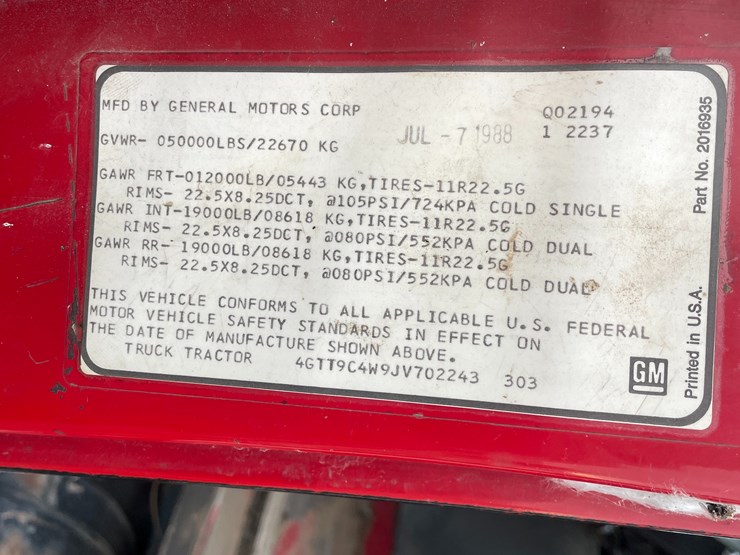 MFD BY GENERAL MOTORS CORP
Q02194
GVWR- 050000LBS/22670 KG
JUL - 7 1988
1 2237
GAWR FRT-012000LB/05443 KG,TIRES-11R22.5G
RIMS- 22.5X8.25DCT, @105PSI/724KPA COLD SINGLE
GAWR INT-19000LB/08618 KG,TIRES-11R22.5G
RIMS- 22.5X8.25DCT, @080PSI/552KPA COLD DUAL
GAWR RR- 19000LB/08618 KG,TIRES-11R22.5G
RIMS- 22.5X8.25DCT, @080PSI/552KPA COLD DUAL
THIS VEHICLE CONFORMS TO ALL APPLICABLE U.S. FEDERAL
MOTOR VEHICLE SAFETY STANDARDS IN EFFECT ON
THE DATE OF MANUFACTURE SHOWN ABOVE.
TRUCK TRACTOR 4GTT9C4W9JV702243 303
GM
Printed in U.S.A. Part No. 2016935